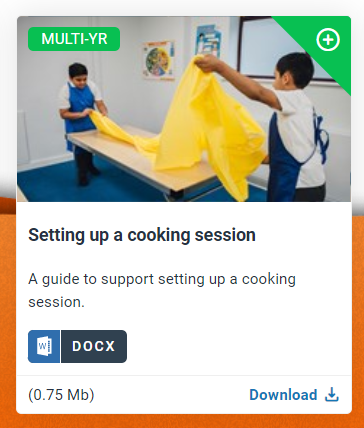 MULTI-YR
Setting up a cooking session
A guide to support setting up a cooking
session.
W DOCX
(0.75 Mb) Download